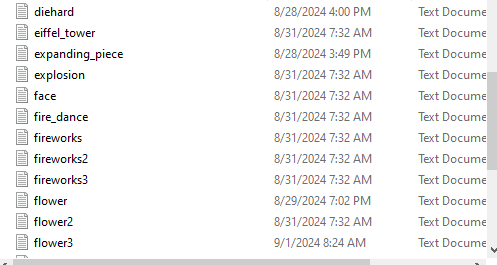 diehard 8/28/2024 4:00 PM Text Docume
eiffel_tower 8/31/2024 7:32 AM Text Docume
expanding_piece 8/28/2024 3:49 PM Text Docume
explosion 8/31/2024 7:32 AM Text Docume
face 8/31/2024 7:32 AM Text Docume
fire_dance 8/31/2024 7:32 AM Text Docume
fireworks 8/31/2024 7:32 AM Text Docume
fireworks2 8/31/2024 7:32 AM Text Docume
fireworks3 8/31/2024 7:32 AM Text Docume
flower 8/29/2024 7:02 PM Text Docume
flower2 8/31/2024 7:32 AM Text Docume
flower3 9/1/2024 8:24 AM Text Docume